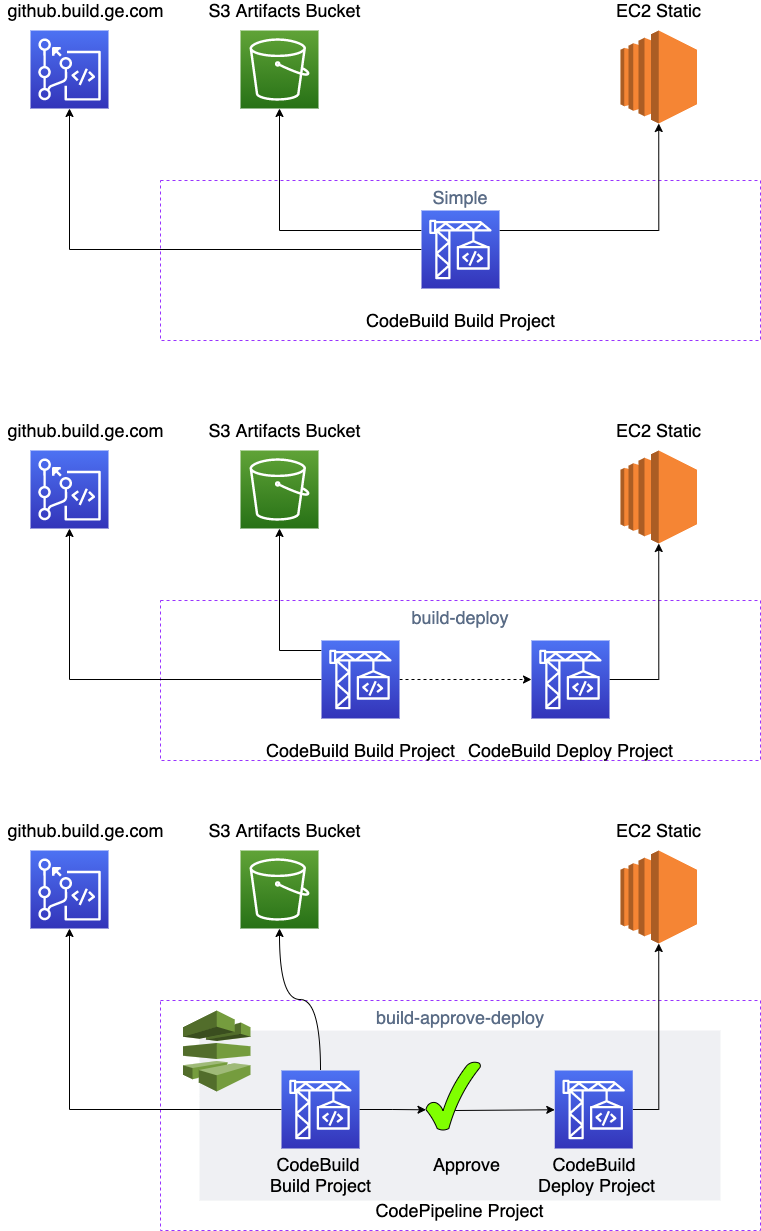 github.build.ge.com
S3 Artifacts Bucket
EC2 Static
</>
Simple
</>
CodeBuild Build Project
github.build.ge.com
S3 Artifacts Bucket
EC2 Static
</>
build-deploy
</>
</>
CodeBuild Build Project
CodeBuild Deploy Project
github.build.ge.com
S3 Artifacts Bucket
EC2 Static
</>
build-approve-deploy
</>
</>
CodeBuild
Build Project
Approve
CodeBuild
Deploy Project
CodePipeline Project